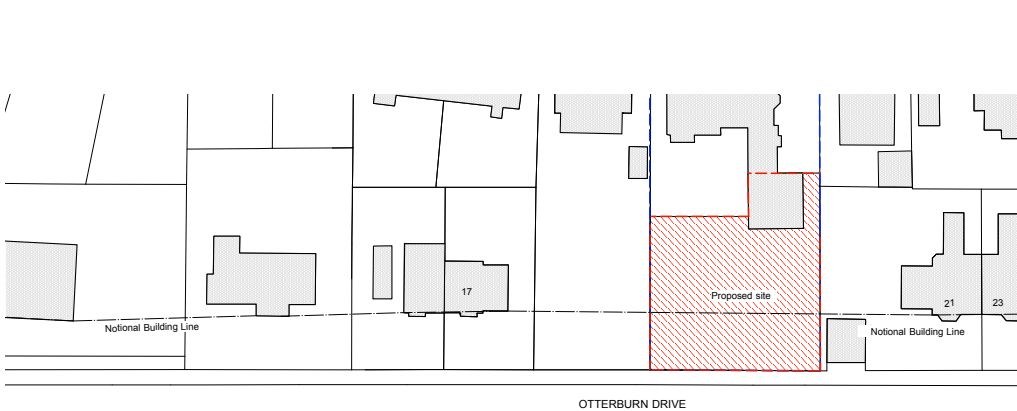 Proposed site
17
21
23
Notional Building Line
Notional Building Line
OTTERBURN DRIVE